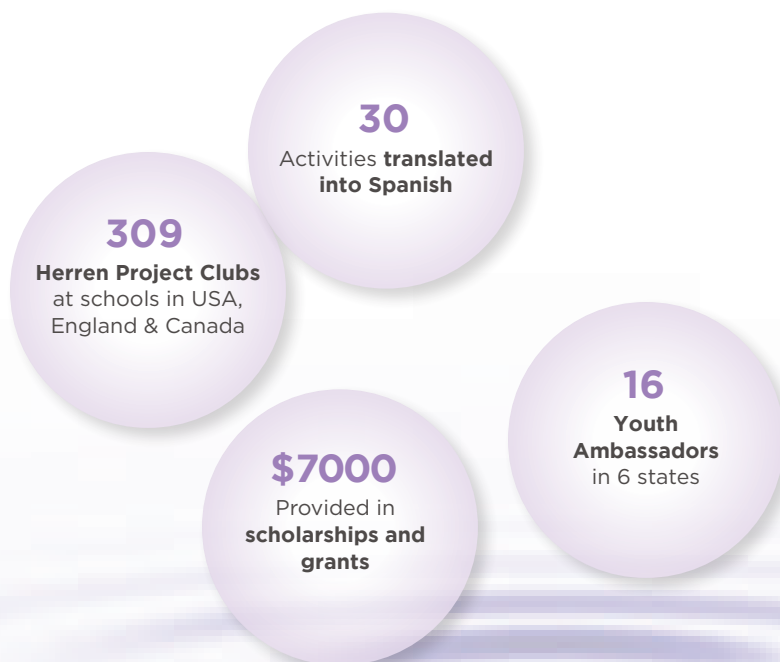 30
Activities translated
into Spanish
309
Herren Project Clubs
at schools in USA,
England & Canada
16
Youth
Ambassadors
in 6 states
$7000
Provided in
scholarships and
grants